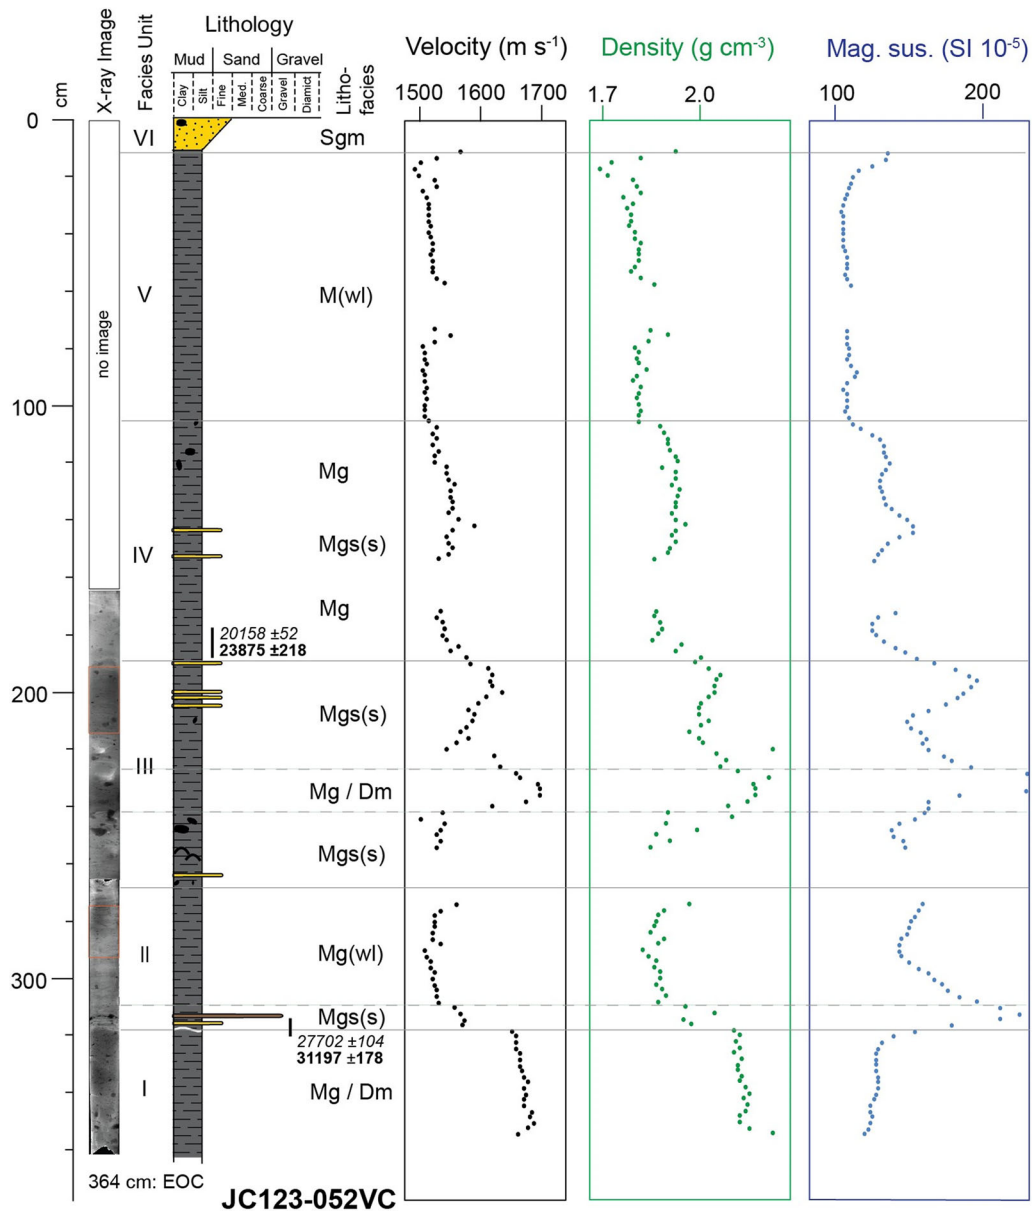 X-ray Image
Facies Unit
Lithology
Mud Sand Gravel
Clay Silt Fine Med. Coarse Gravel Diamict
Litho-
facies
Velocity (m s-1)
1500 1600 1700
Density (g cm-3)
1.7 2.0
Mag. sus. (SI 10-5)
100 200
cm
0
100
200
300
no image
VI
V
IV
III
II
I
Sgm
M(wl)
Mg
Mgs(s)
Mg
20158 ±52
23875 ±218
Mgs(s)
Mg / Dm
Mgs(s)
Mg(wl)
Mgs(s)
27702 ±104
31197 ±178
Mg / Dm
364 cm: EOC
JC123-052VC